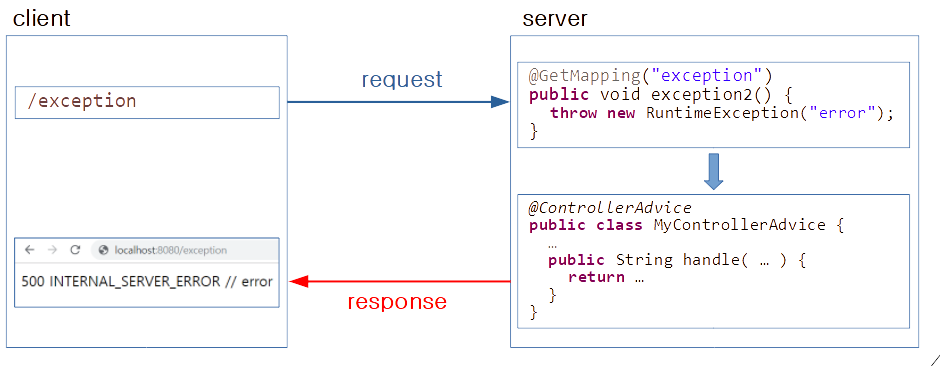 client
server
/exception
request
@GetMapping("exception")
public void exception2() {
throw new RuntimeException("error");
}
@ControllerAdvice
public class MyControllerAdvice {
…
public String handle( … ) {
return …
}
}
localhost:8080/exception
500 INTERNAL_SERVER_ERROR // error
response